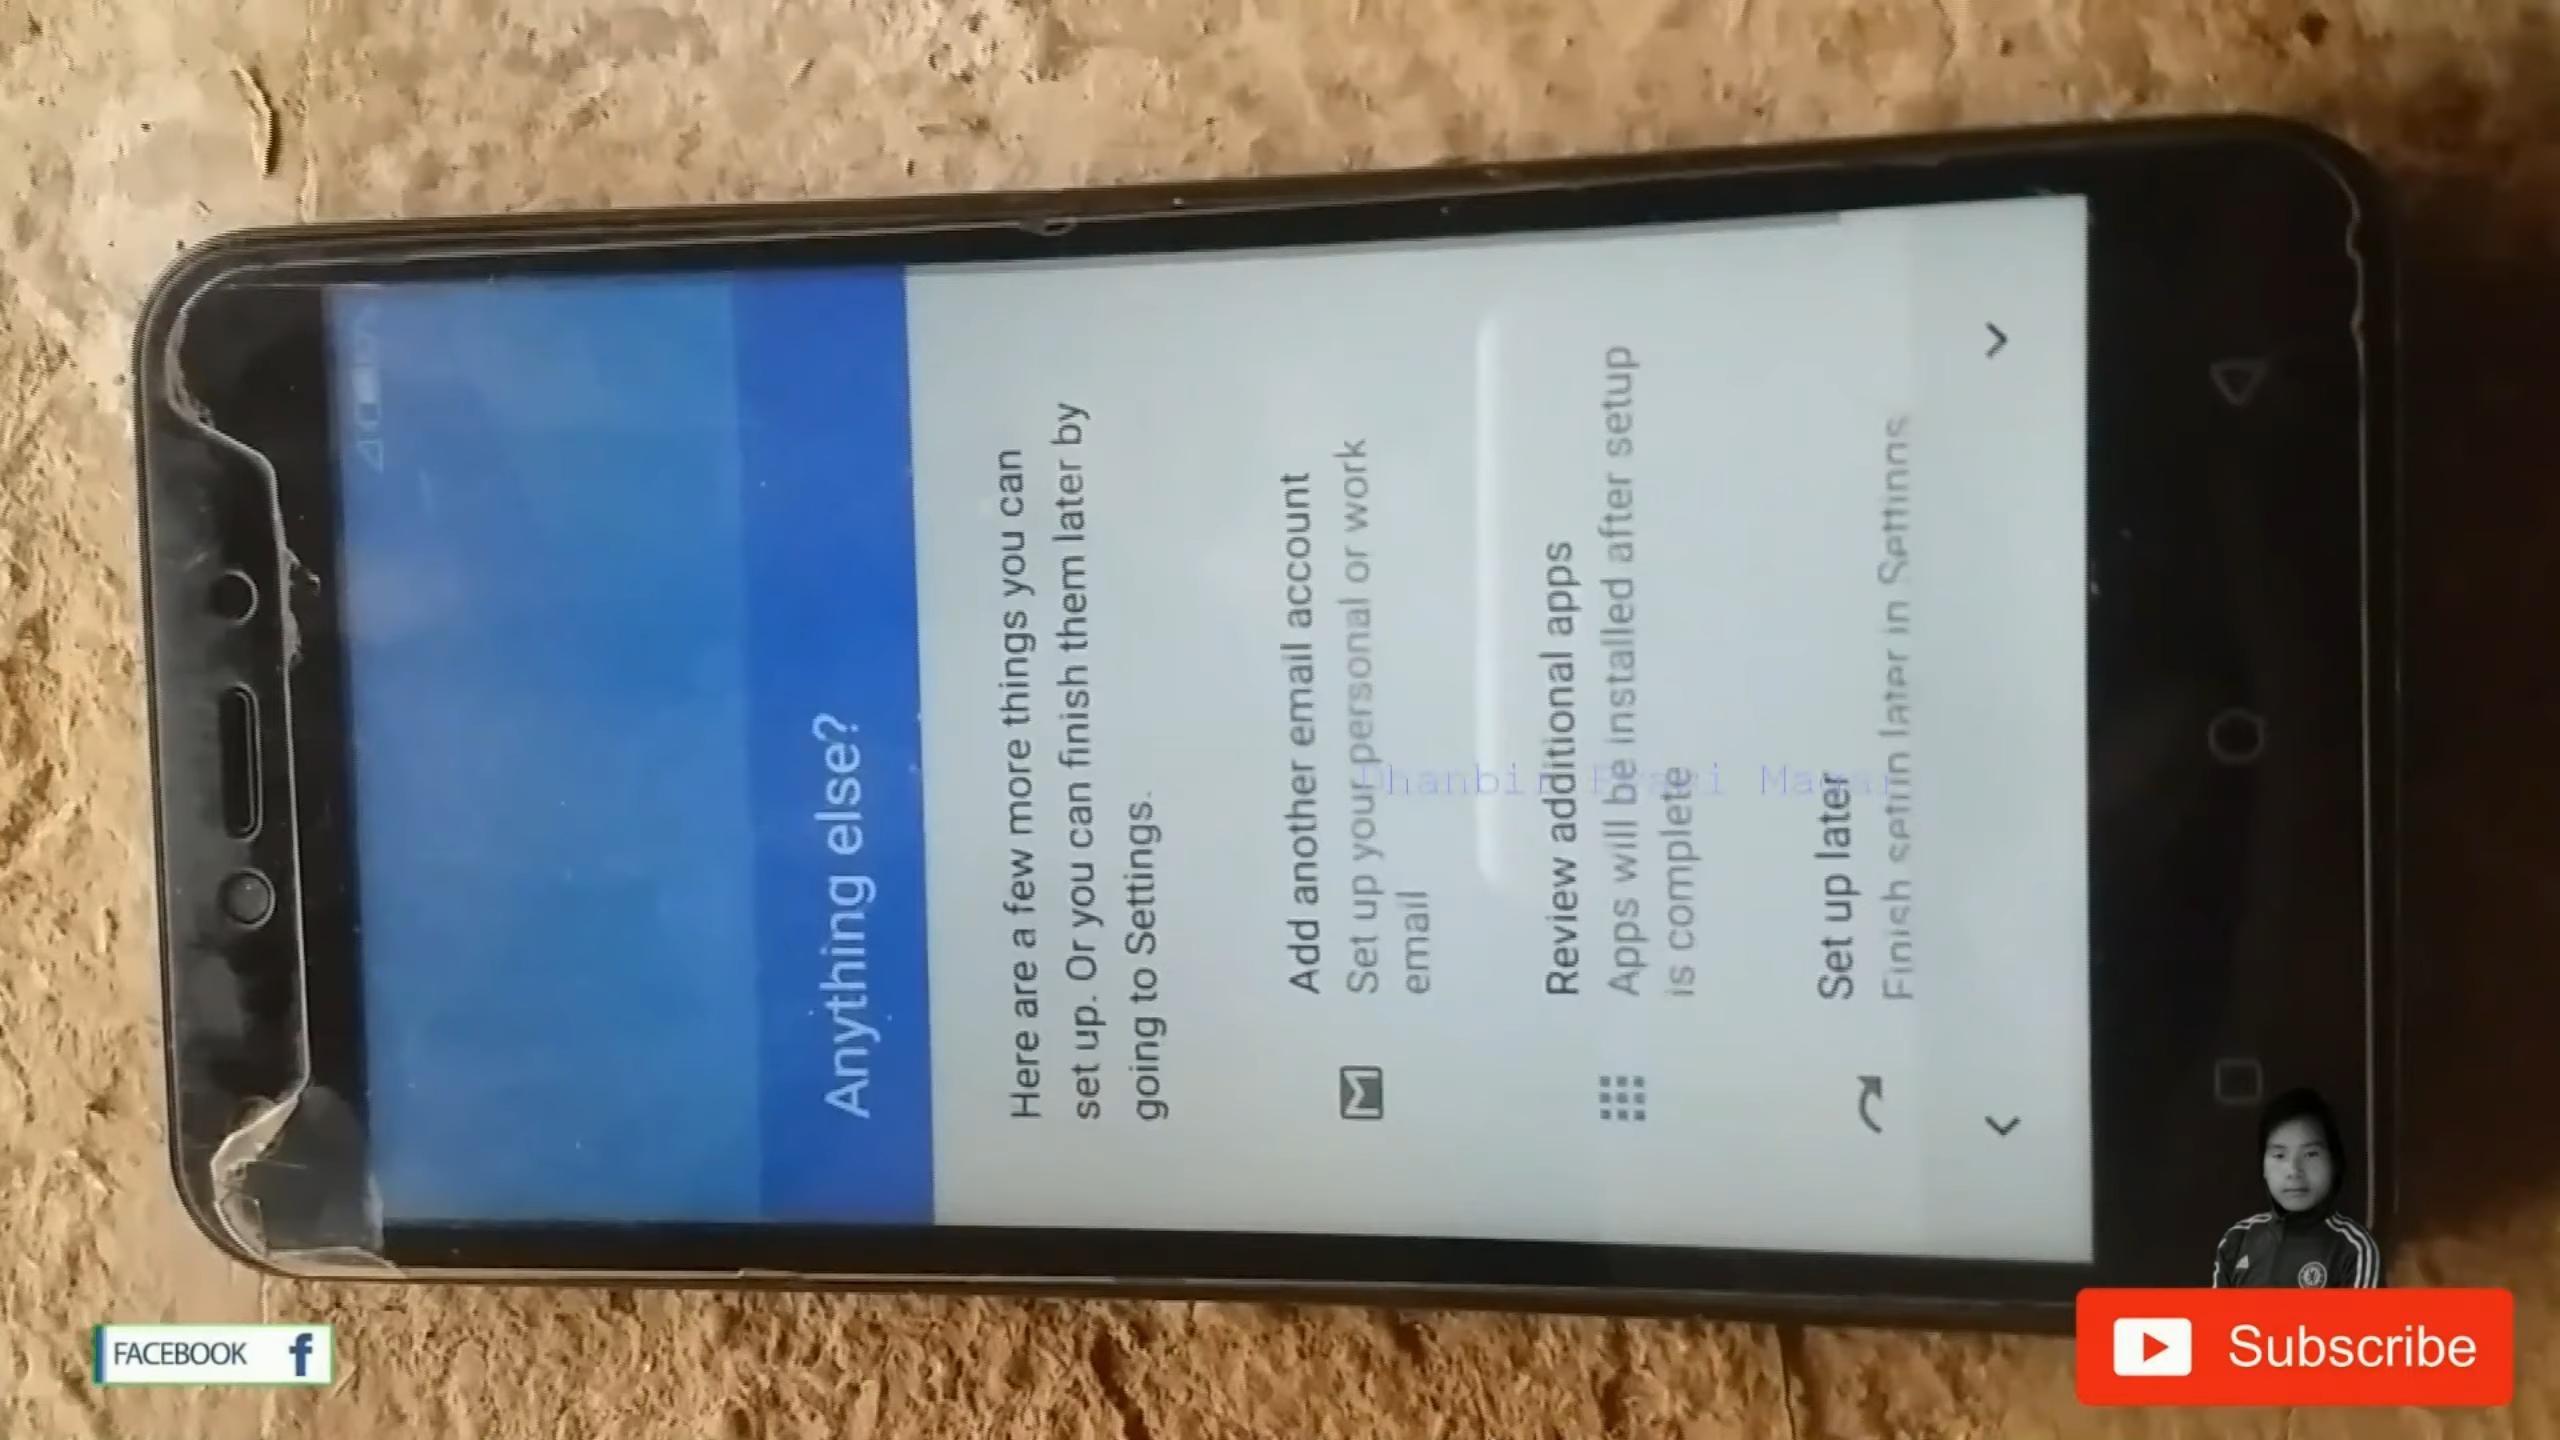 Anything else?
Here are a few more things you can
set up. Or you can finish them later by
going to Settings.
Add another email account
Set up your personal or work
email
Review additional apps
Apps will be installed after setup
is complete
Set up later
Finish setup later in Settings
FACEBOOK f
Subscribe